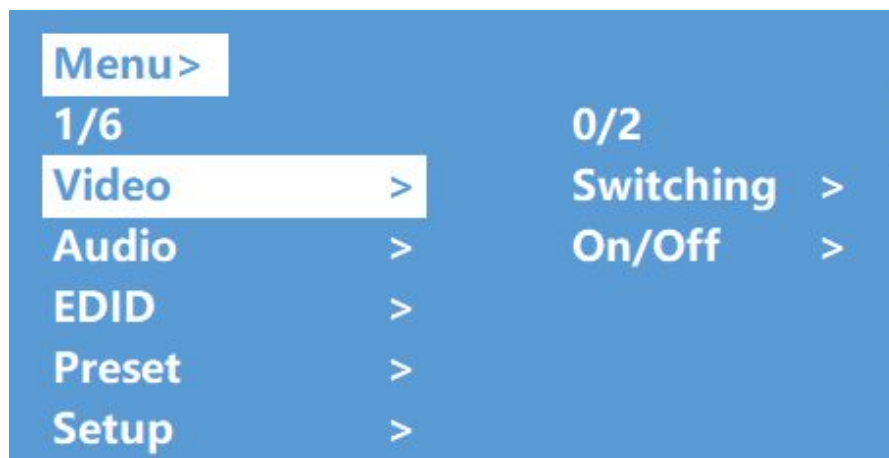 Menu>
1/6 0/2
Video > Switching >
Audio > On/Off >
EDID >
Preset >
Setup >